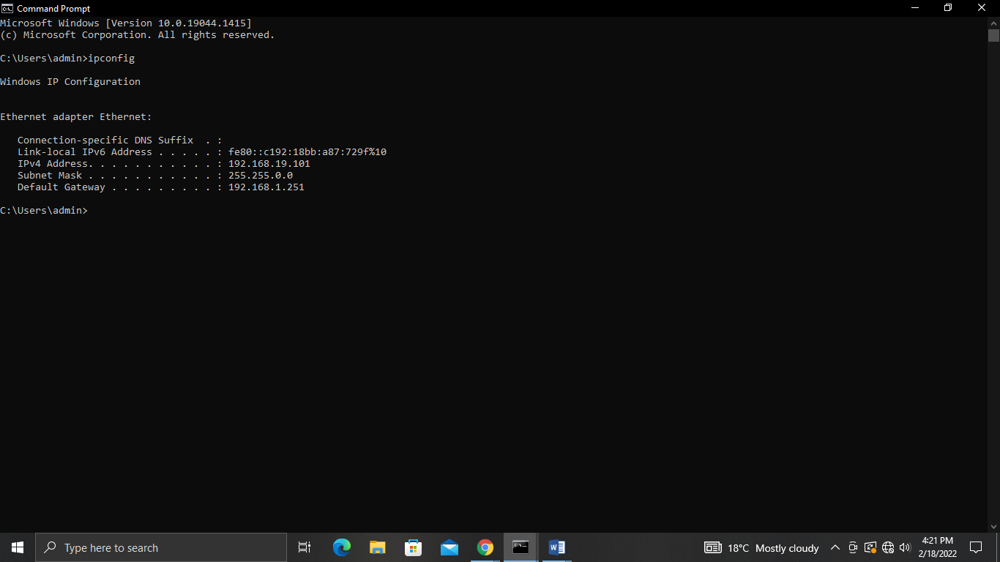 Command Prompt
Microsoft Windows [Version 10.0.19044.1415]
(c) Microsoft Corporation. All rights reserved.
C:\Users\admin>ipconfig
Windows IP Configuration
Ethernet adapter Ethernet:
   Connection-specific DNS Suffix  . :
   Link-local IPv6 Address . . . . . : fe80::c192:18bb:a87:729f%10
   IPv4 Address. . . . . . . . . . . : 192.168.19.101
   Subnet Mask . . . . . . . . . . . : 255.255.0.0
   Default Gateway . . . . . . . . . : 192.168.1.251
C:\Users\admin>
Type here to search
18°C Mostly cloudy
4:21 PM
2/18/2022